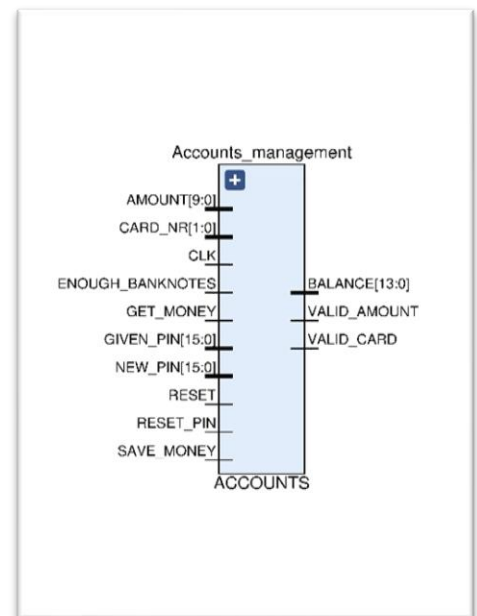 Accounts_management
AMOUNT[9:0]
CARD_NR[1:0]
CLK
ENOUGH_BANKNOTES
GET_MONEY
GIVEN_PIN[15:0]
NEW_PIN[15:0]
RESET
RESET_PIN
SAVE_MONEY
BALANCE[13:0]
VALID_AMOUNT
VALID_CARD
ACCOUNTS